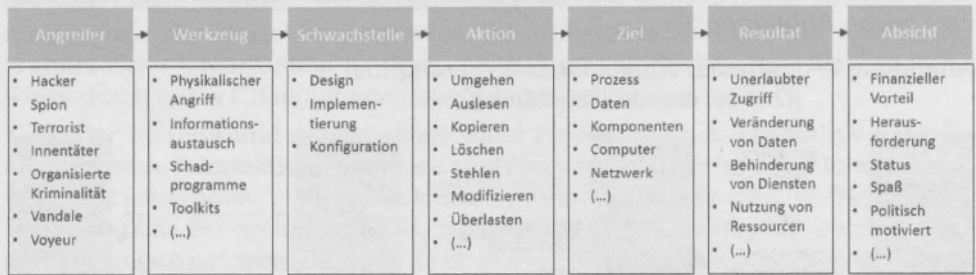 Angreifer
Werkzeug
Schwachstelle
Aktion
Ziel
Resultat
Absicht
• Hacker
• Spion
• Terrorist
• Innentäter
• Organisierte
Kriminalität
• Vandale
• Voyeur
• Physikalischer
Angriff
• Informations-
austausch
• Schad-
programme
• Toolkits
• (...)
• Design
• Implemen-
tierung
• Konfiguration
• Umgehen
• Auslesen
• Kopieren
• Löschen
• Stehlen
• Modifizieren
• Überlasten
• (...)
• Prozess
• Daten
• Komponenten
• Computer
• Netzwerk
• (...)
• Unerlaubter
Zugriff
• Veränderung
von Daten
• Behinderung
von Diensten
• Nutzung von
Ressourcen
• (...)
• Finanzieller
Vorteil
• Heraus-
forderung
• Status
• Spaß
• Politisch
motiviert
• (...)